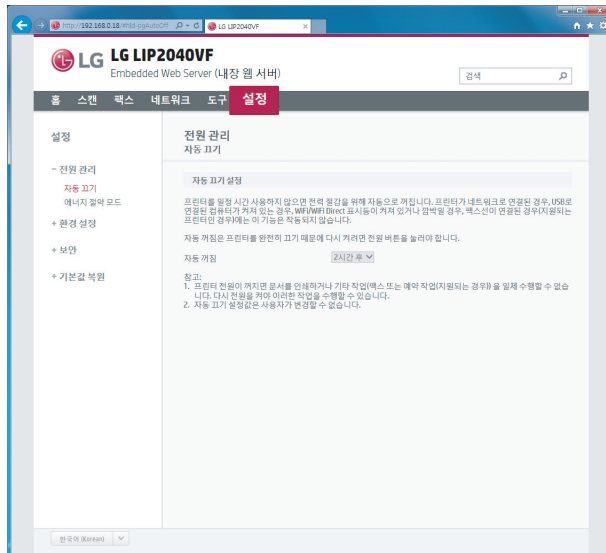 http://192.168.0.18/#hId-pgAutoOff
LG LIP2040VF
LG
LG LIP2040VF
Embedded Web Server (내장 웹 서버)
검색
홈 스캔 팩스 네트워크 도구 설정
설정
- 전원 관리
자동 끄기
에너지 절약 모드
+ 환경 설정
+ 보안
+ 기본값 복원
전원 관리
자동 끄기
자동 끄기 설정
프린터를 일정 시간 사용하지 않으면 전력 절감을 위해 자동으로 꺼집니다. 프린터가 네트워크로 연결된 경우, USB로
연결된 컴퓨터가 켜져 있는 경우, WiFi/WiFi Direct 표시등이 켜져 있거나 깜박일 경우, 팩스선이 연결된 경우(지원되는
프린터인 경우)에는 이 기능은 작동되지 않습니다.
자동 꺼짐은 프린터를 완전히 끄기 때문에 다시 켜려면 전원 버튼을 눌러야 합니다.
자동 꺼짐 2시간 후
참고:
1. 프린터 전원이 꺼지면 문서를 인쇄하거나 기타 작업(팩스 또는 예약 작업(지원되는 경우)) 을 일체 수행할 수 없습
니다. 다시 전원을 켜야 이러한 작업을 수행할 수 있습니다.
2. 자동 끄기 설정값은 사용자가 변경할 수 없습니다.
한국어 (Korean)